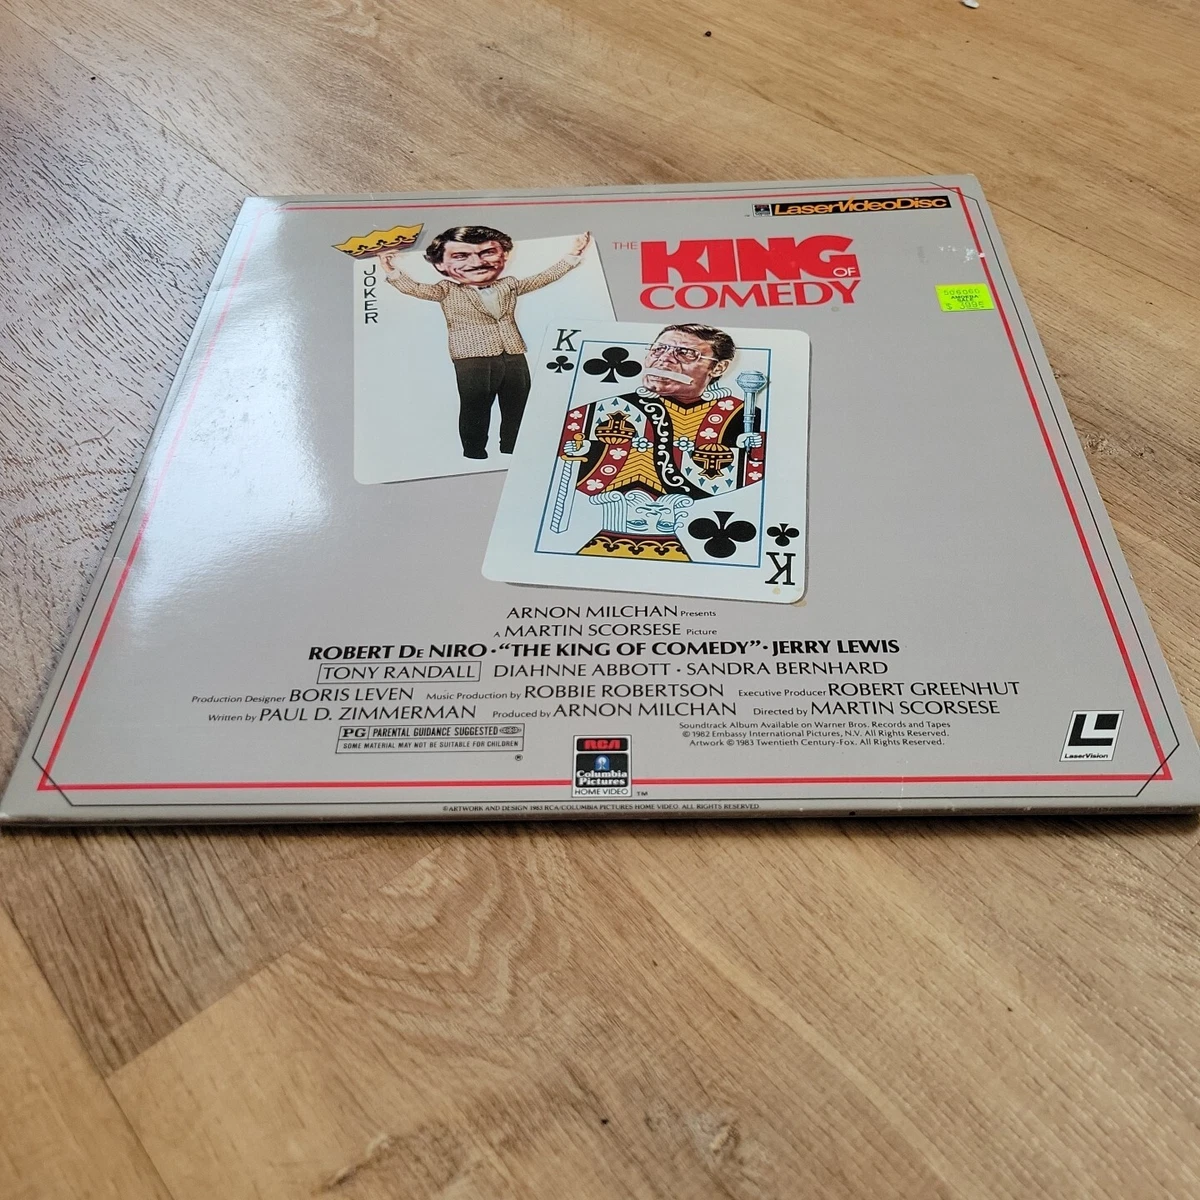 LaserVideoDisc
THE KING OF
COMEDY
JOKER
K
006060
AMOEBA
SALE
K
ARNON MILCHAN Presents
A MARTIN SCORSESE Picture
ROBERT DE NIRO • "THE KING OF COMEDY" • JERRY LEWIS
TONY RANDALL DIAHNNE ABBOTT • SANDRA BERNHARD
Production Designer BORIS LEVEN Music Production by ROBBIE ROBERTSON Executive Producer ROBERT GREENHUT
Written by PAUL D. ZIMMERMAN Produced by ARNON MILCHAN Directed by MARTIN SCORSESE
PG PARENTAL GUIDANCE SUGGESTED
SOME MATERIAL MAY NOT BE SUITABLE FOR CHILDREN
®
Soundtrack Album Available on Warner Bros. Records and Tapes
© 1982 Embassy International Pictures, N.V. All Rights Reserved.
Artwork © 1983 Twentieth Century-Fox. All Rights Reserved.
RCA
Columbia
Pictures
HOME VIDEO TM
LaserVision
© ARTWORK AND DESIGN 1983 RCA/COLUMBIA PICTURES HOME VIDEO. ALL RIGHTS RESERVED.